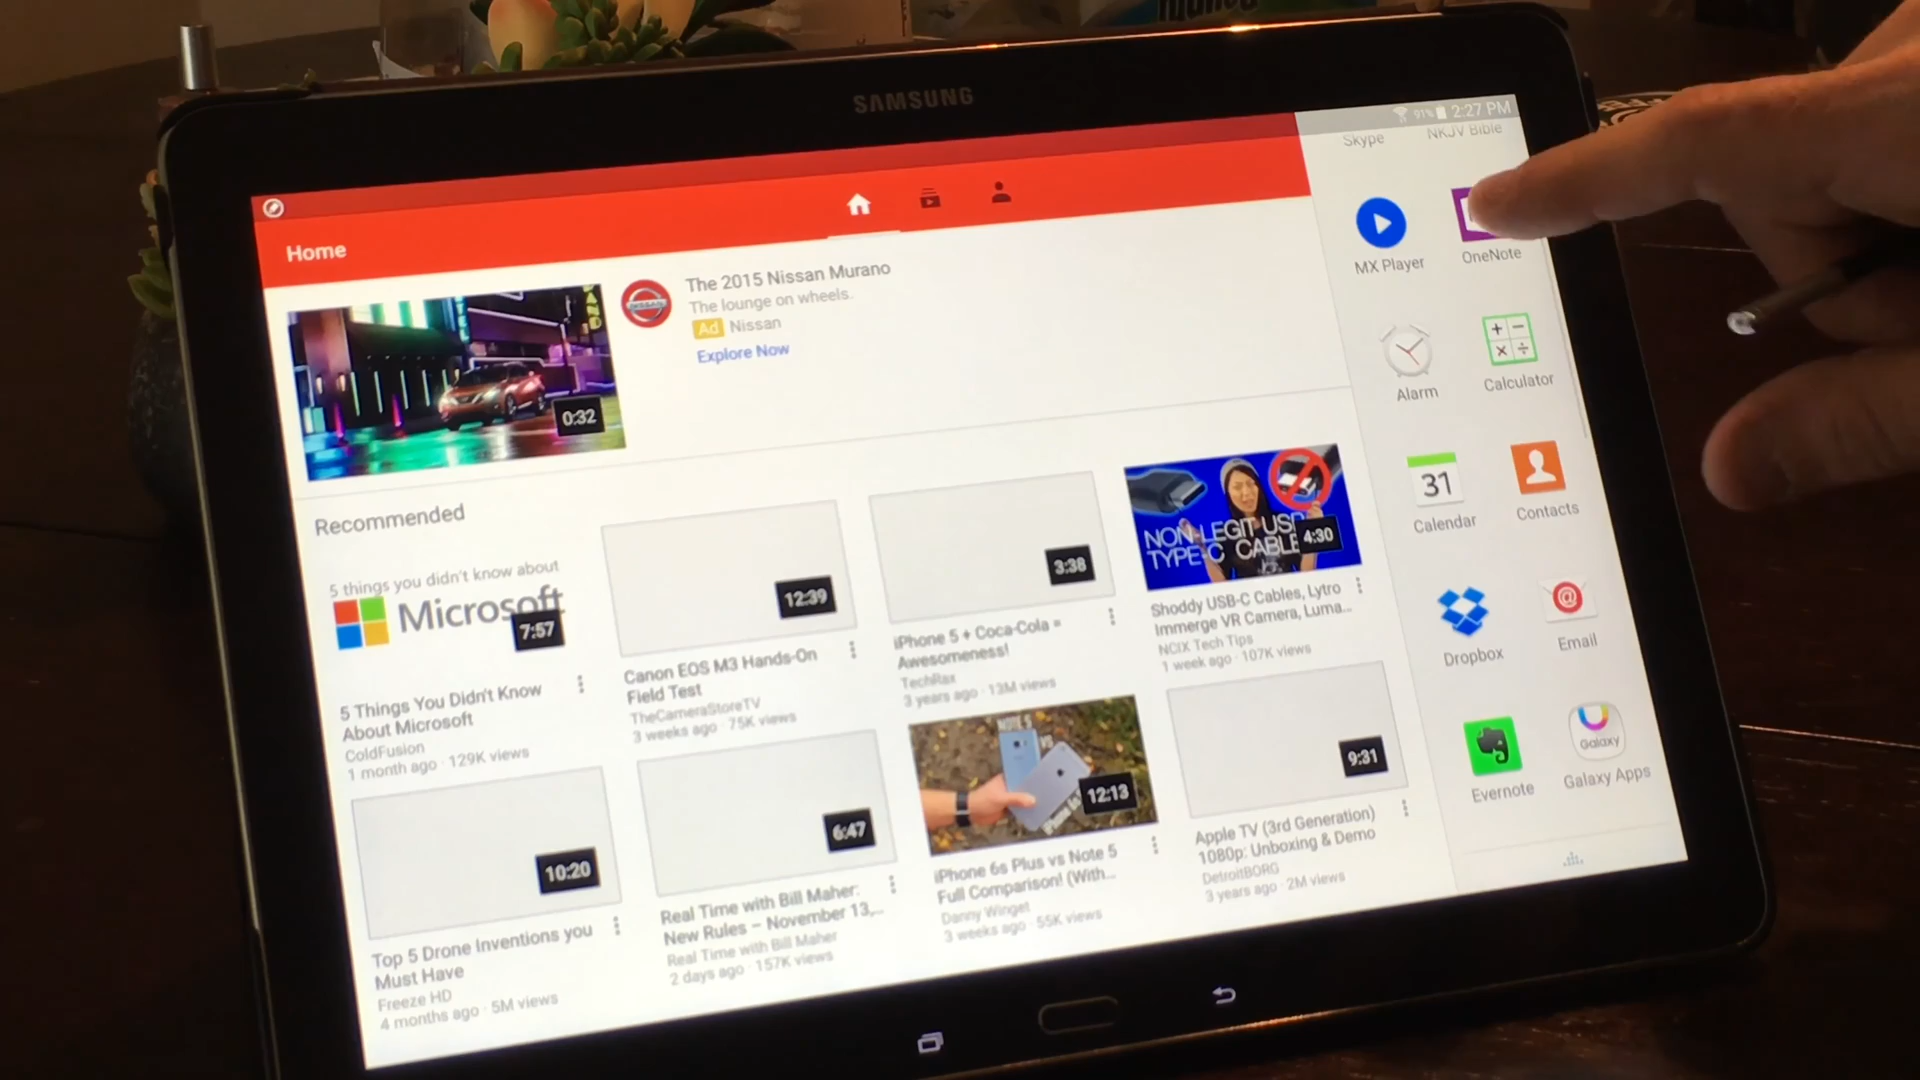 SAMSUNG
91% 2:27 PM
Home
The 2015 Nissan Murano
The lounge on wheels.
Ad Nissan
Explore Now
NISSAN
0:32
Recommended
5 things you didn't know about
Microsoft
7:57
5 Things You Didn't Know
About Microsoft
ColdFusion
1 month ago · 129K views
12:39
Canon EOS M3 Hands-On
Field Test
TheCameraStoreTV
3 weeks ago · 75K views
3:38
iPhone 5 + Coca-Cola =
Awesomeness!
TechRax
3 years ago · 13M views
NON-LEGIT USB
TYPE-C CABLE
4:30
Shoddy USB-C Cables, Lytro
Immerge VR Camera, Luma...
NCIX Tech Tips
1 week ago · 107K views
10:20
Top 5 Drone Inventions you
Must Have
Freeze HD
4 months ago · 5M views
6:47
Real Time with Bill Maher:
New Rules – November 13,...
Real Time with Bill Maher
2 days ago · 157K views
NOTE 5
12:13
iPhone 6s Plus vs Note 5
Full Comparison! (With...
Danny Winget
3 weeks ago · 55K views
9:31
Apple TV (3rd Generation)
1080p: Unboxing & Demo
DetroitBORG
3 years ago · 2M views
Skype
NKJV Bible
MX Player
OneNote
Alarm
Calculator
31
Calendar
Contacts
Dropbox
Email
Evernote
Galaxy
Galaxy Apps